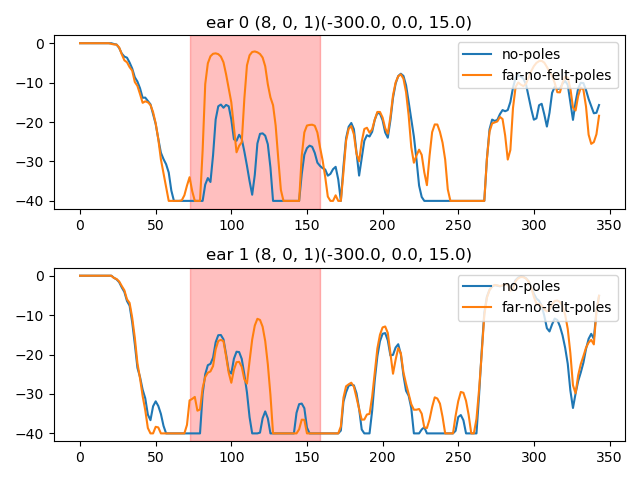 ear 0 (8, 0, 1)(-300.0, 0.0, 15.0)
0
−10
−20
−30
−40
no-poles
far-no-felt-poles
0 50 100 150 200 250 300 350
ear 1 (8, 0, 1)(-300.0, 0.0, 15.0)
0
−10
−20
−30
−40
no-poles
far-no-felt-poles
0 50 100 150 200 250 300 350